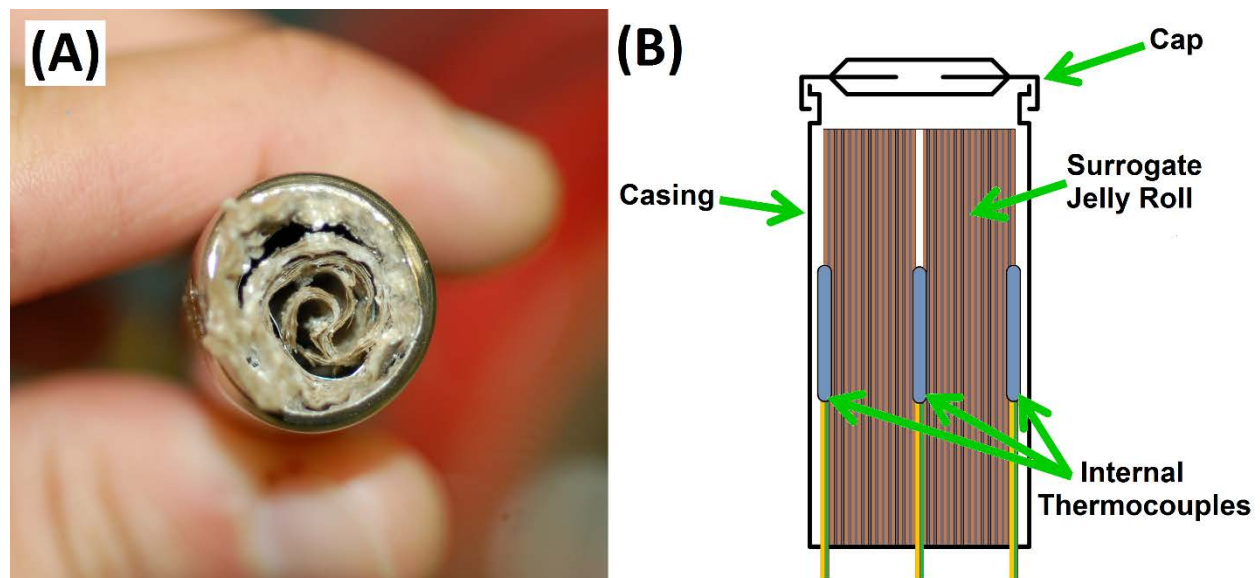 (A)
(B)
Cap
Casing
Surrogate
Jelly Roll
Internal
Thermocouples